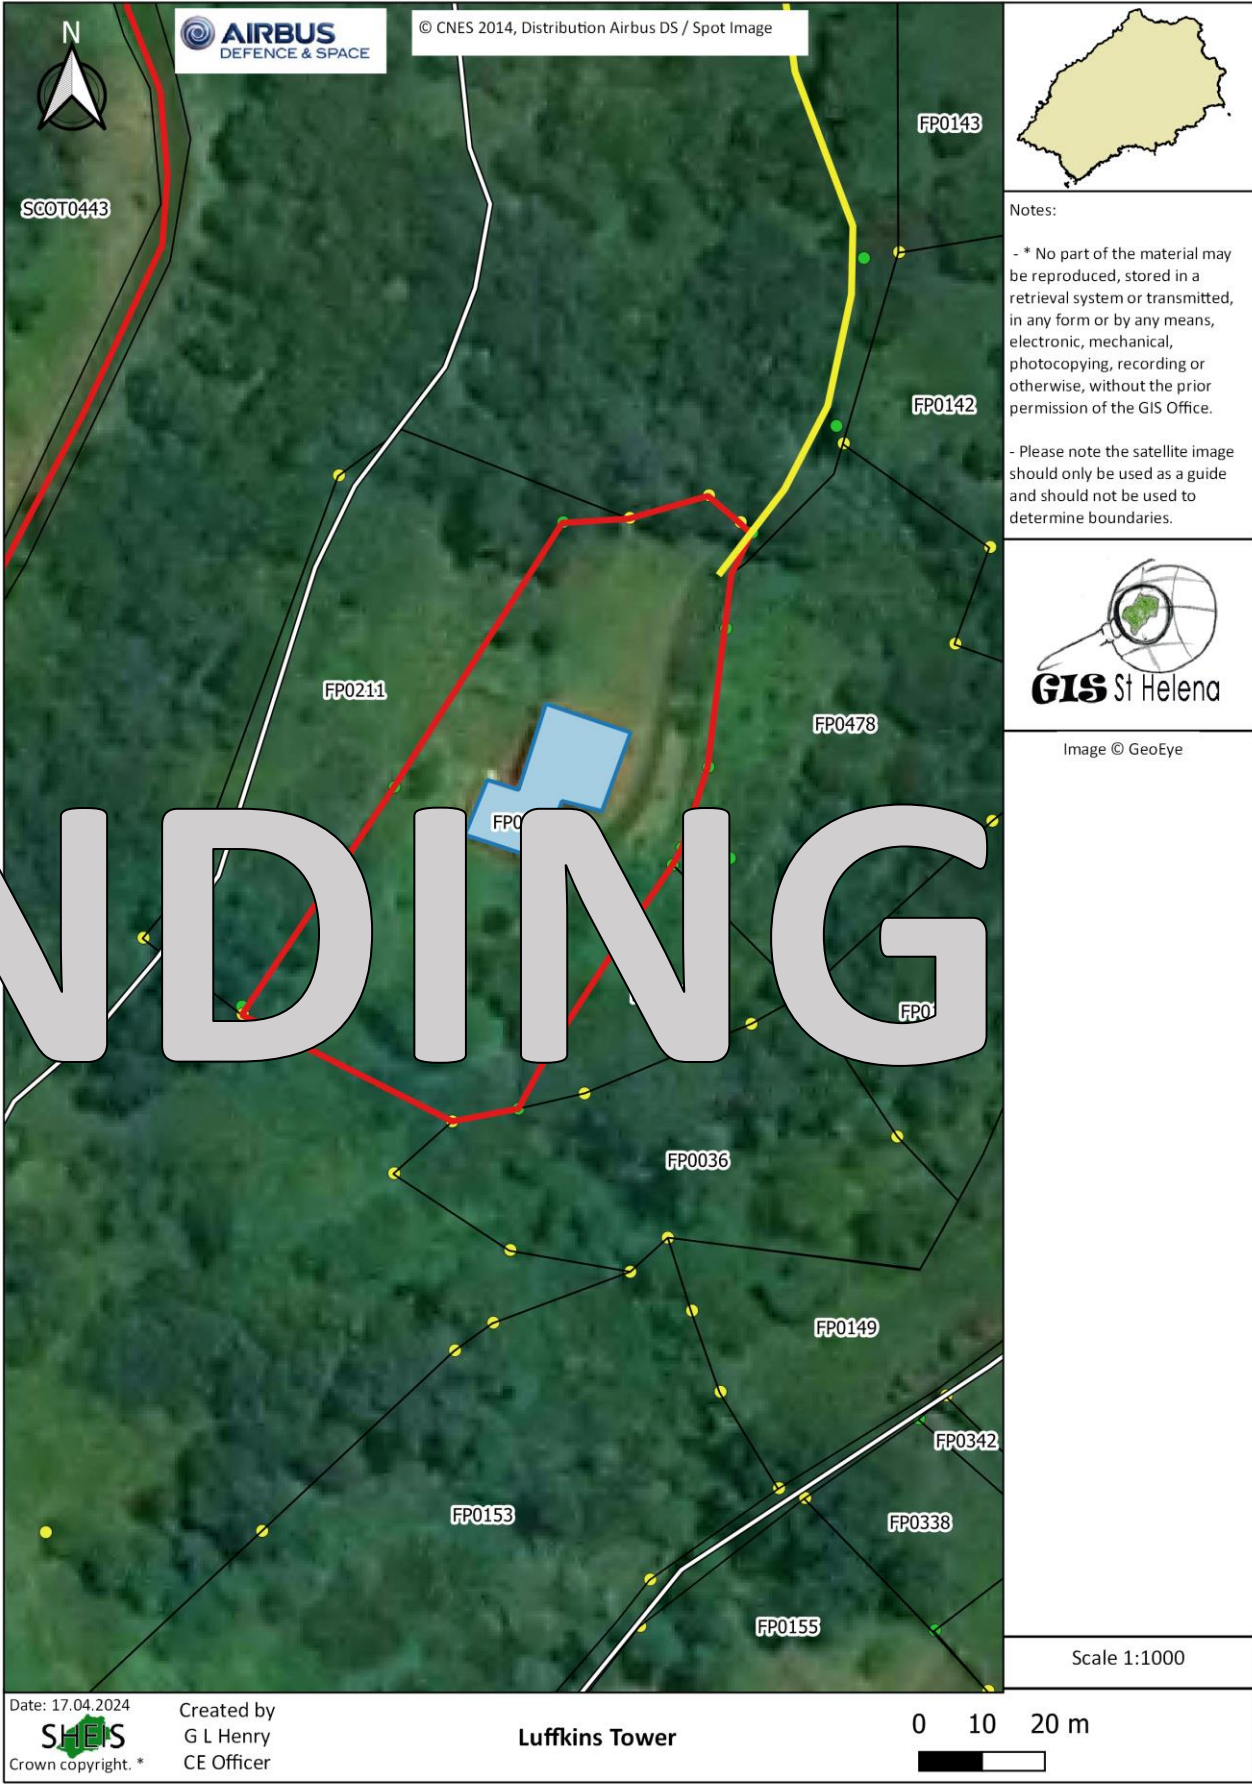 N
AIRBUS
DEFENCE & SPACE
© CNES 2014, Distribution Airbus DS / Spot Image
FP0143
SCOT0443
FP0142
FP0211
FP0478
FP0036
FP0149
FP0342
FP0153
FP0338
FP0155
NDING
Notes:
- * No part of the material may
be reproduced, stored in a
retrieval system or transmitted,
in any form or by any means,
electronic, mechanical,
photocopying, recording or
otherwise, without the prior
permission of the GIS Office.
- Please note the satellite image
should only be used as a guide
and should not be used to
determine boundaries.
GIS St Helena
Image © GeoEye
Scale 1:1000
Date: 17.04.2024
SHEIS
Crown copyright. *
Created by
G L Henry
CE Officer
Luffkins Tower
0 10 20 m